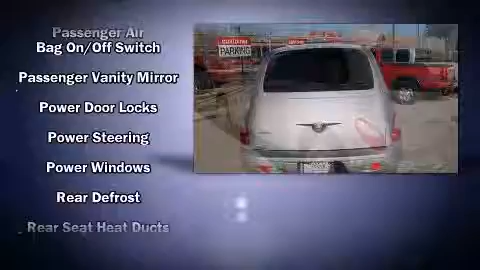 Passenger Air
Bag On/Off Switch
Passenger Vanity Mirror
Power Door Locks
Power Steering
Power Windows
Rear Defrost
Rear Seat Heat Ducts
PARKING